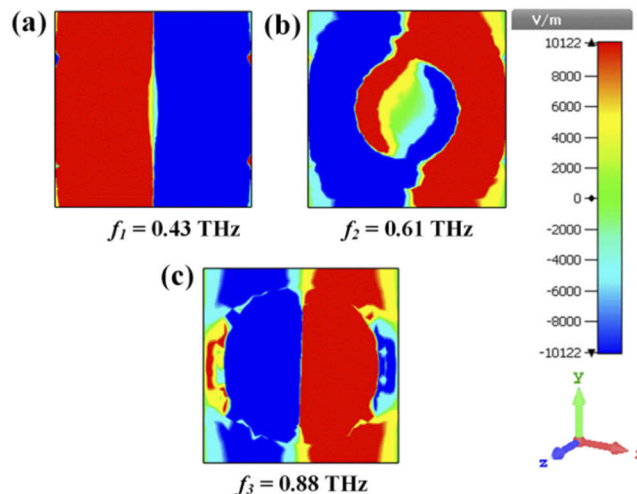 (a)
(b)
f1 = 0.43 THz
f2 = 0.61 THz
(c)
f3 = 0.88 THz
V/m
10122
8000
6000
4000
2000
0
-2000
-4000
-6000
-8000
-10122
Y
z